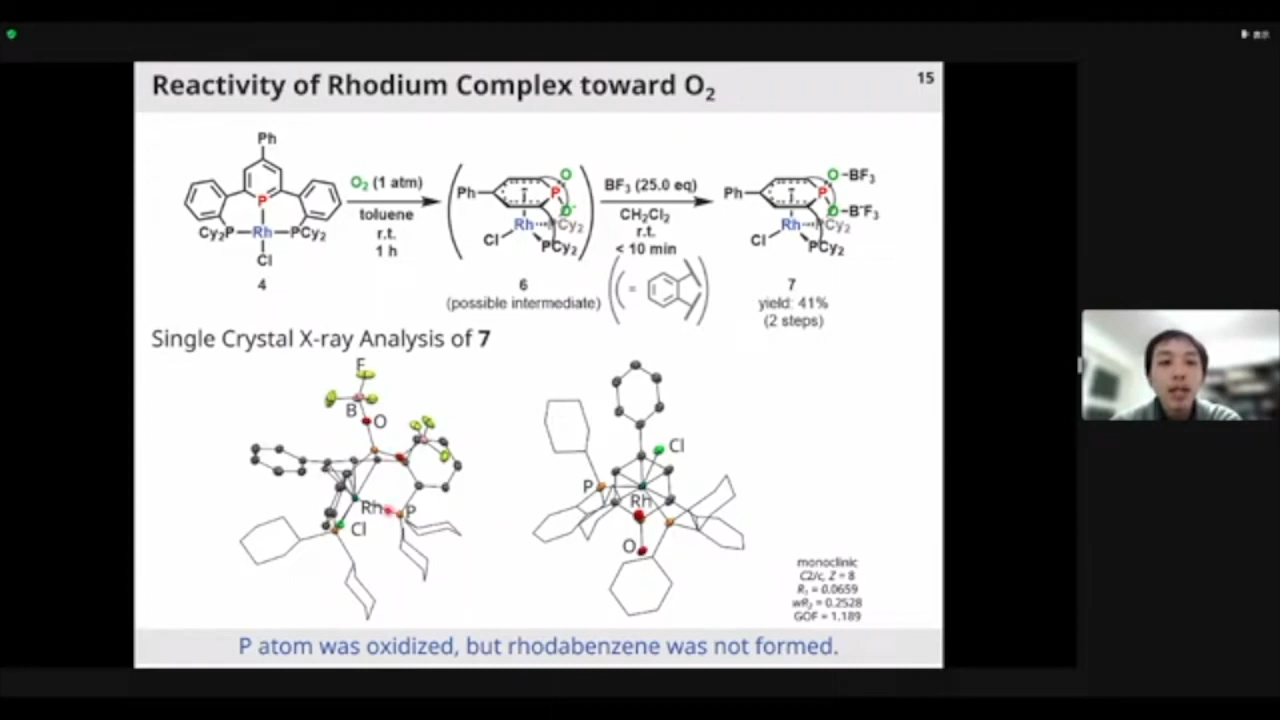 Reactivity of Rhodium Complex toward O2
15
Ph
P
Cy2P
Rh
PCy2
Cl
4
O2 (1 atm)
toluene
r.t.
1 h
Ph
O
P
O-
Rh
PCy2
Cl
PCy2
6
(possible intermediate)
BF3 (25.0 eq)
CH2Cl2
r.t.
< 10 min
=
Ph
O-BF3
P
O-B-F3
Rh
PCy2
Cl
PCy2
7
yield: 41%
(2 steps)
Single Crystal X-ray Analysis of 7
F
B
O
Rh
P
Cl
Cl
P
Rh
O
monoclinic
C2/c, Z = 8
R1 = 0.0659
wR2 = 0.2528
GOF = 1.189
P atom was oxidized, but rhodabenzene was not formed.